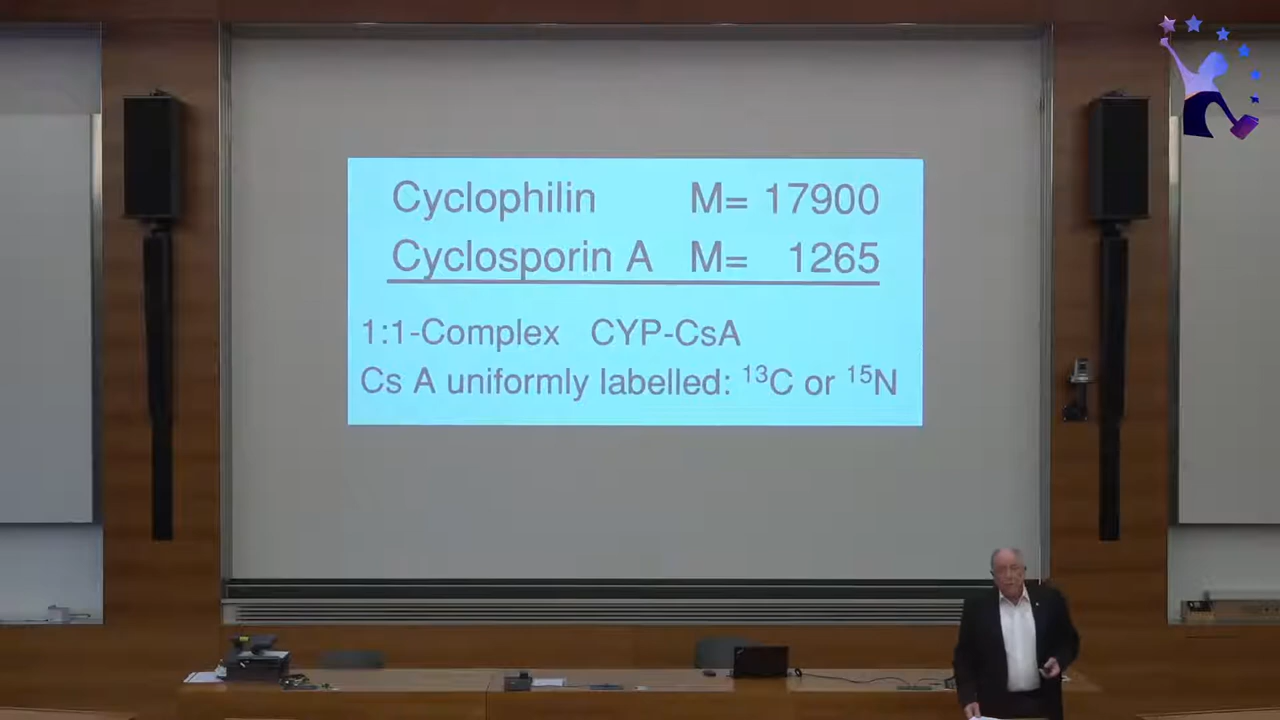 Cyclophilin M= 17900
Cyclosporin A M= 1265
1:1-Complex CYP-CsA
Cs A uniformly labelled: ¹³C or ¹⁵N